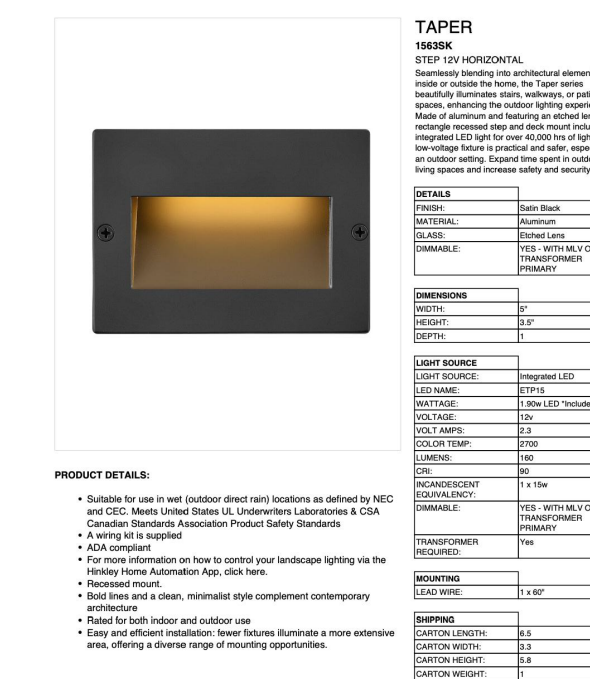 TAPER
1563SK
STEP 12V HORIZONTAL
Seamlessly blending into architectural elemen
inside or outside the home, the Taper series
beautifully illuminates stairs, walkways, or pati
spaces, enhancing the outdoor lighting experi
Made of aluminum and featuring an etched len
rectangle recessed step and deck mount inclu
integrated LED light for over 40,000 hrs of ligh
low-voltage fixture is practical and safer, espe
an outdoor setting. Expand time spent in outdo
living spaces and increase safety and security
DETAILS
FINISH: Satin Black
MATERIAL: Aluminum
GLASS: Etched Lens
DIMMABLE: YES - WITH MLV O
TRANSFORMER
PRIMARY
DIMENSIONS
WIDTH: 5"
HEIGHT: 3.5"
DEPTH: 1
LIGHT SOURCE
LIGHT SOURCE: Integrated LED
LED NAME: ETP15
WATTAGE: 1.90w LED *Include
VOLTAGE: 12v
VOLT AMPS: 2.3
COLOR TEMP: 2700
LUMENS: 160
CRI: 90
INCANDESCENT 1 x 15w
EQUIVALENCY:
DIMMABLE: YES - WITH MLV O
TRANSFORMER
PRIMARY
TRANSFORMER Yes
REQUIRED:
MOUNTING
LEAD WIRE: 1 x 60"
SHIPPING
CARTON LENGTH: 6.5
CARTON WIDTH: 3.3
CARTON HEIGHT: 5.8
CARTON WEIGHT: 1
PRODUCT DETAILS:
• Suitable for use in wet (outdoor direct rain) locations as defined by NEC
and CEC. Meets United States UL Underwriters Laboratories & CSA
Canadian Standards Association Product Safety Standards
• A wiring kit is supplied
• ADA compliant
• For more information on how to control your landscape lighting via the
Hinkley Home Automation App, click here.
• Recessed mount.
• Bold lines and a clean, minimalist style complement contemporary
architecture
• Rated for both indoor and outdoor use
• Easy and efficient installation: fewer fixtures illuminate a more extensive
area, offering a diverse range of mounting opportunities.